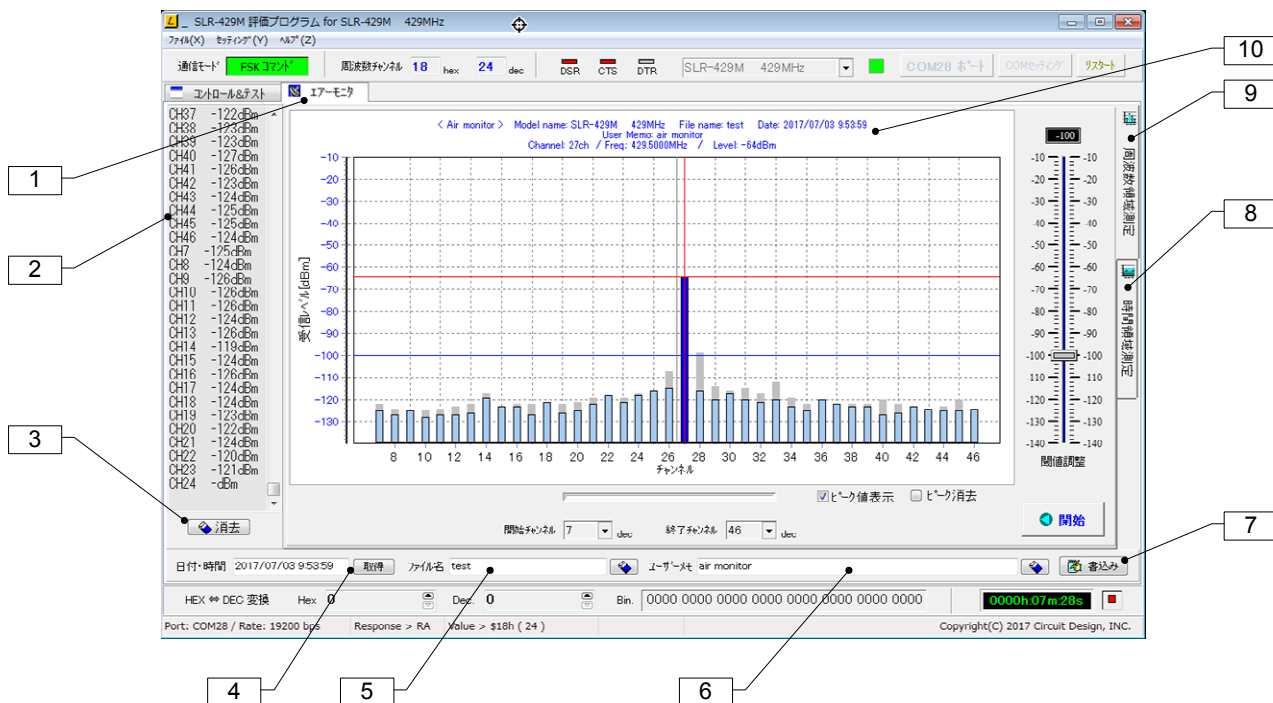 SLR-429M 評価プログラム for SLR-429M 429MHz
ファイル(X) セッティング(Y) ヘルプ(Z)
通信モード FSK コマンド 周波数チャンネル 18 hex 24 dec DSR CTS DTR SLR-429M 429MHz COM28 ポート COMセッティング リスタート
コントロール&テスト エアーモニタ
CH37 -122dBm
CH38 -123dBm
CH39 -123dBm
CH40 -127dBm
CH41 -126dBm
CH42 -123dBm
CH43 -124dBm
CH44 -125dBm
CH45 -125dBm
CH46 -124dBm
CH7 -125dBm
CH8 -124dBm
CH9 -126dBm
CH10 -126dBm
CH11 -126dBm
CH12 -124dBm
CH13 -126dBm
CH14 -119dBm
CH15 -124dBm
CH16 -126dBm
CH17 -124dBm
CH18 -124dBm
CH19 -123dBm
CH20 -122dBm
CH21 -124dBm
CH22 -120dBm
CH23 -121dBm
CH24 -dBm
消去
< Air monitor > Model name: SLR-429M 429MHz File name: test Date: 2017/07/03 9:53:59
User Memo: air monitor
Channel: 27ch / Freq: 429.5000MHz / Level: -64dBm
受信レベル[dBm]
-10
-20
-30
-40
-50
-60
-70
-80
-90
-100
-110
-120
-130
8 10 12 14 16 18 20 22 24 26 28 30 32 34 36 38 40 42 44 46
チャンネル
-100
-10 -10
-20 -20
-30 -30
-40 -40
-50 -50
-60 -60
-70 -70
-80 -80
-90 -90
-100 -100
110 -110
-120 -120
-130 -130
-140 -140
閾値調整
周波数領域測定
時間領域測定
ピーク値表示 ピーク消去
開始チャンネル 7 dec 終了チャンネル 46 dec
開始
日付・時間 2017/07/03 9:53:59 取得 ファイル名 test ユーザーメモ air monitor 書込み
HEX ⇔ DEC 変換 Hex 0 Dec. 0 Bin. 0000 0000 0000 0000 0000 0000 0000 0000 0000h:07m:28s
Port: COM28 / Rate: 19200 bps Response > RA Value > $18h ( 24 ) Copyright(C) 2017 Circuit Design, INC.
1
2
3
4
5
6
7
8
9
10